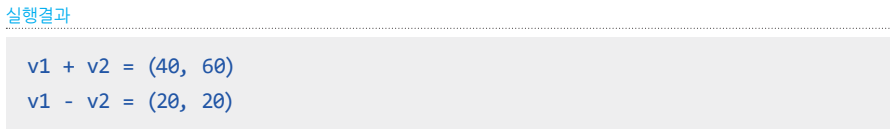 실행결과
v1 + v2 = (40, 60)
v1 - v2 = (20, 20)